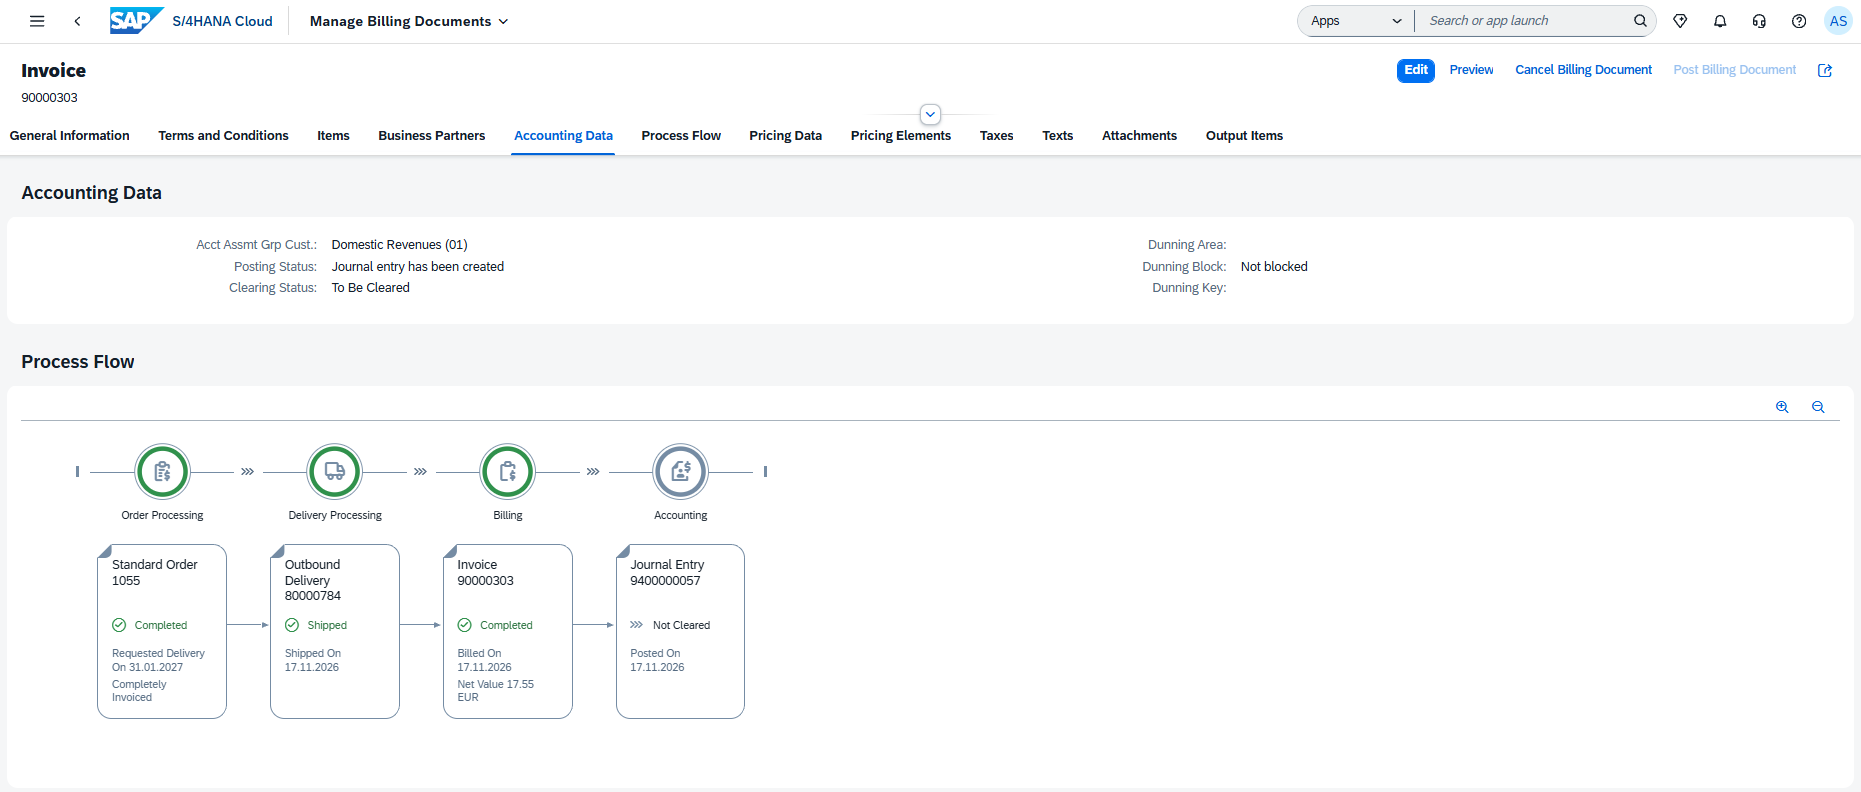 SAP S/4HANA Cloud Manage Billing Documents Apps Search or app launch AS
Invoice
Edit Preview Cancel Billing Document Post Billing Document
90000303
General Information Terms and Conditions Items Business Partners Accounting Data Process Flow Pricing Data Pricing Elements Taxes Texts Attachments Output Items
Accounting Data
Acct Assmt Grp Cust.: Domestic Revenues (01)
Posting Status: Journal entry has been created
Clearing Status: To Be Cleared
Dunning Area:
Dunning Block: Not blocked
Dunning Key:
Process Flow
Order Processing Delivery Processing Billing Accounting
Standard Order
1055
Completed
Requested Delivery
On 31.01.2027
Completely
Invoiced
Outbound
Delivery
80000784
Shipped
Shipped On
17.11.2026
Invoice
90000303
Completed
Billed On
17.11.2026
Net Value 17.55
EUR
Journal Entry
9400000057
Not Cleared
Posted On
17.11.2026